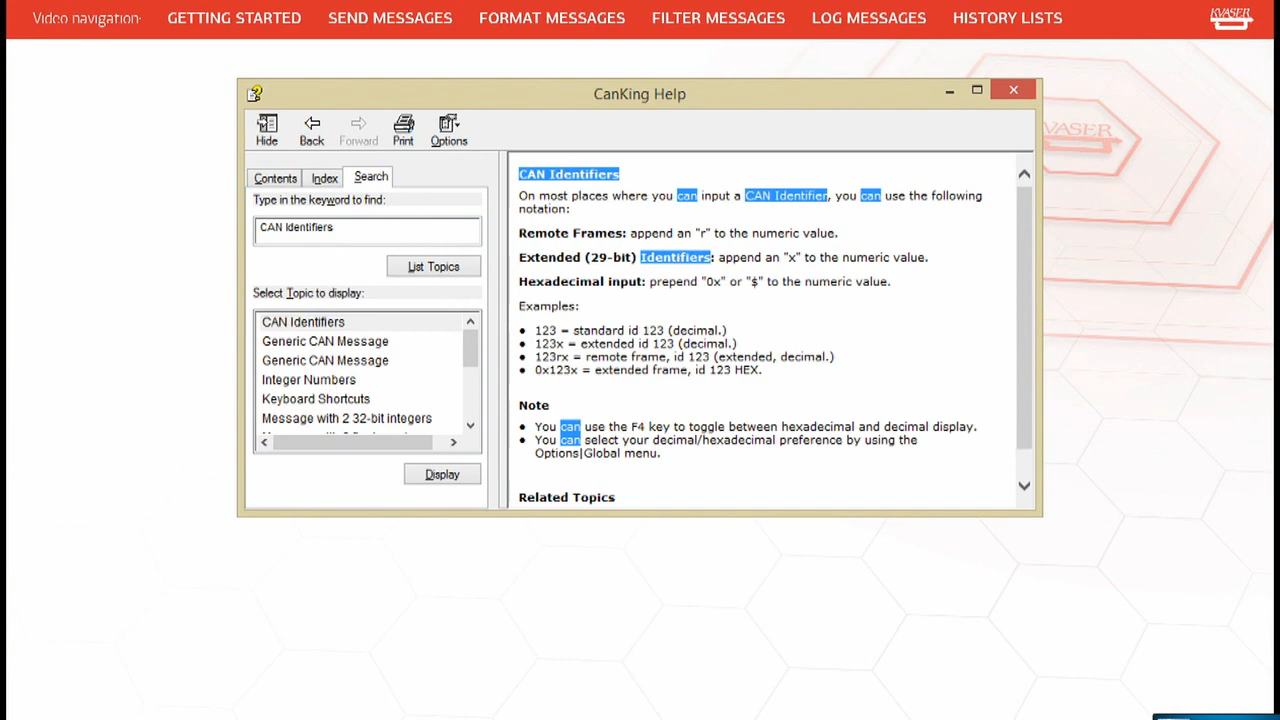 Video navigation: GETTING STARTED SEND MESSAGES FORMAT MESSAGES FILTER MESSAGES LOG MESSAGES HISTORY LISTS KVASER
KVASER
CanKing Help
Hide Back Forward Print Options
Contents Index Search
Type in the keyword to find:
CAN Identifiers
List Topics
Select Topic to display:
CAN Identifiers
Generic CAN Message
Generic CAN Message
Integer Numbers
Keyboard Shortcuts
Message with 2 32-bit integers
Display
CAN Identifiers
On most places where you can input a CAN Identifier, you can use the following
notation:
Remote Frames: append an "r" to the numeric value.
Extended (29-bit) Identifiers: append an "x" to the numeric value.
Hexadecimal input: prepend "0x" or "$" to the numeric value.
Examples:
● 123 = standard id 123 (decimal.)
● 123x = extended id 123 (decimal.)
● 123rx = remote frame, id 123 (extended, decimal.)
● 0x123x = extended frame, id 123 HEX.
Note
● You can use the F4 key to toggle between hexadecimal and decimal display.
● You can select your decimal/hexadecimal preference by using the
Options|Global menu.
Related Topics